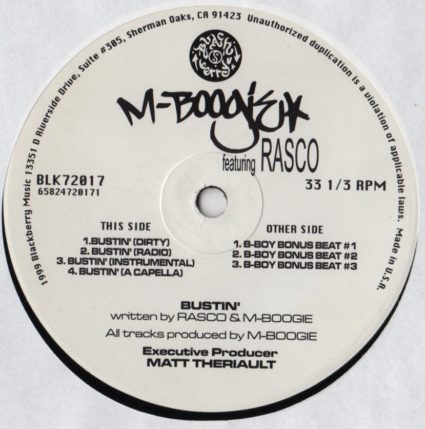 1999 Blackberry Music 13351 D Riverside Drive, Suite #305, Sherman Oaks, CA 91423  Unauthorized duplication is a violation of applicable laws.  Made in U.S.A.
M-BOOGIE
featuring RASCO
BLK72017
65824720171
33 1/3 RPM
THIS SIDE
1.BUSTIN' (DIRTY)
2. BUSTIN' (RADIO)
3. BUSTIN' (INSTRUMENTAL)
4. BUSTIN' (A CAPELLA)
OTHER SIDE
1. B-BOY BONUS BEAT #1
2. B-BOY BONUS BEAT #2
3. B-BOY BONUS BEAT #3
BUSTIN'
written by RASCO & M-BOOGIE
All tracks produced by M-BOOGIE
Executive Producer
MATT THERIAULT